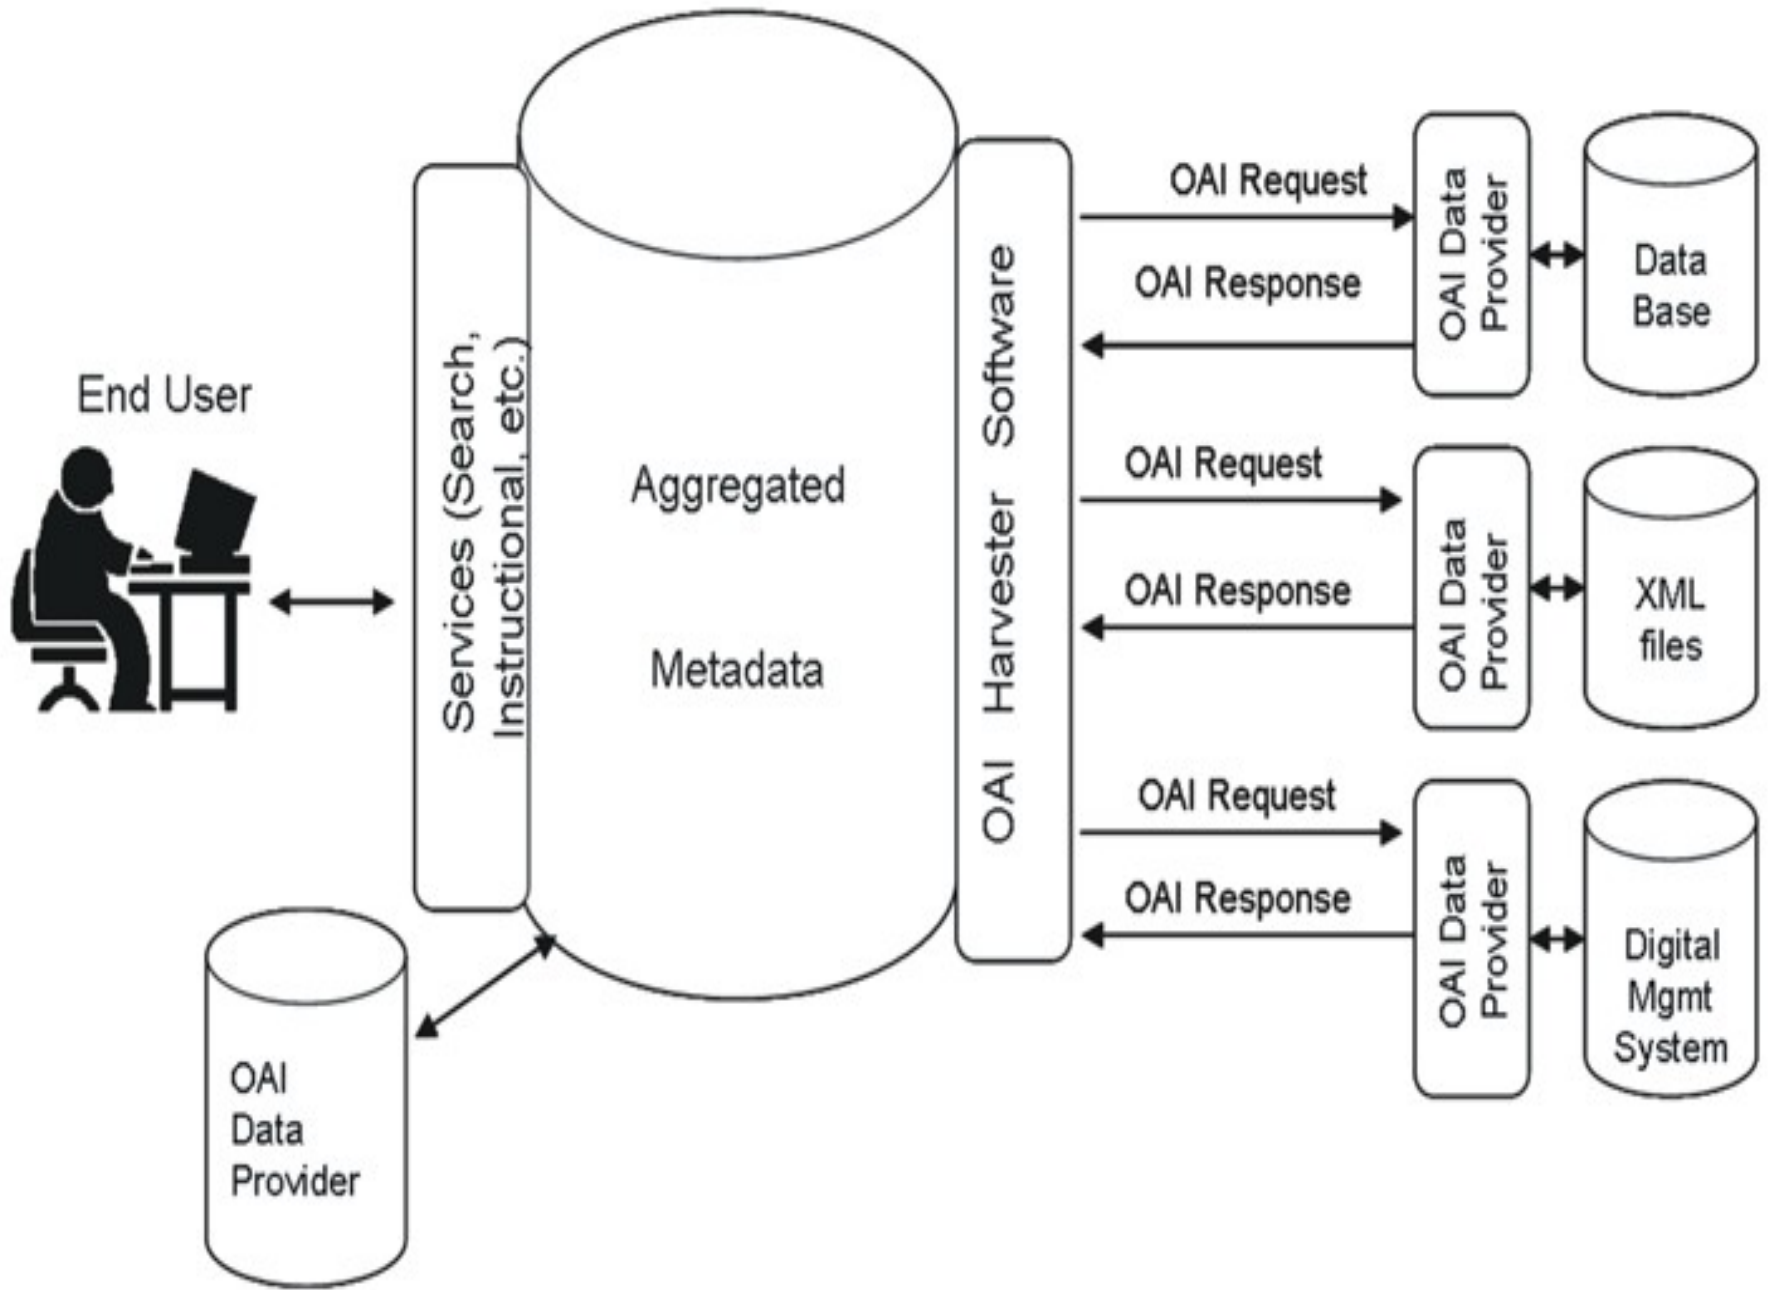 End User
Services (Search,
Instructional, etc.)
Aggregated
Metadata
OAI Harvester Software
OAI Request
OAI Response
OAI Data
Provider
Data
Base
OAI Request
OAI Response
OAI Data
Provider
XML
files
OAI Request
OAI Response
OAI Data
Provider
Digital
Mgmt
System
OAI
Data
Provider